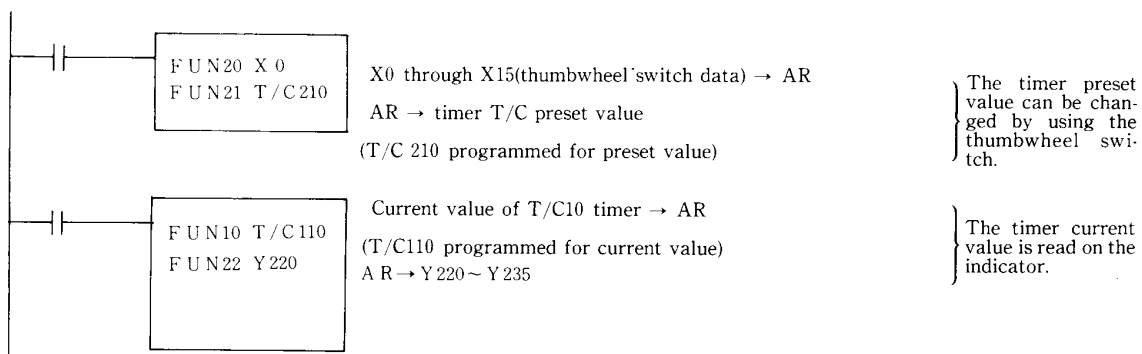 FUN20 X0
FUN21 T/C210
X0 through X15(thumbwheel switch data) → AR
AR → timer T/C preset value
(T/C 210 programmed for preset value)
The timer preset
value can be chan-
ged by using the
thumbwheel swi-
tch.
FUN10 T/C110
FUN22 Y220
Current value of T/C10 timer → AR
(T/C110 programmed for current value)
AR→Y220~Y235
The timer current
value is read on the
indicator.